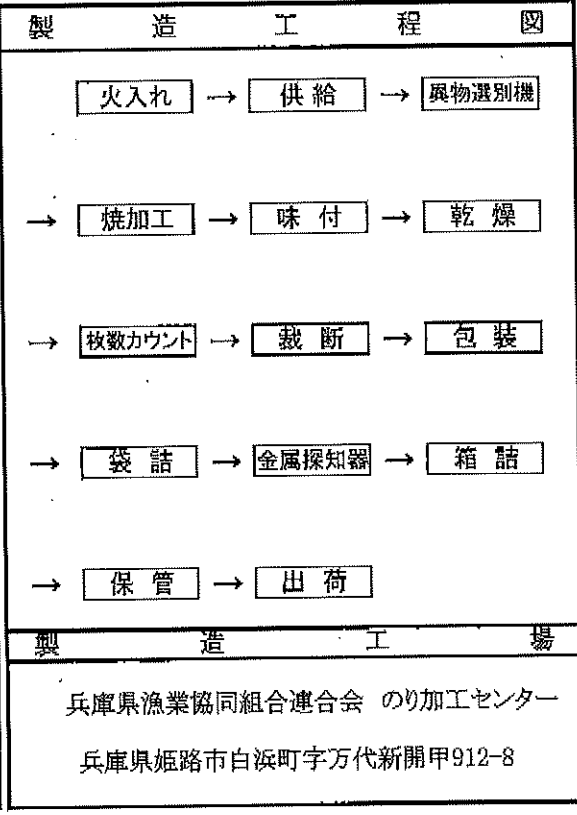 製造工程図
火入れ → 供給 →異物選別機
→ 焼加工 → 味付 → 乾燥
→ 枚数カウント → 裁断 → 包装
→ 袋詰 → 金属探知器 → 箱詰
→ 保管 → 出荷
製造工場
兵庫県漁業協同組合連合会 のり加工センター
兵庫県姫路市白浜町字万代新開甲912-8